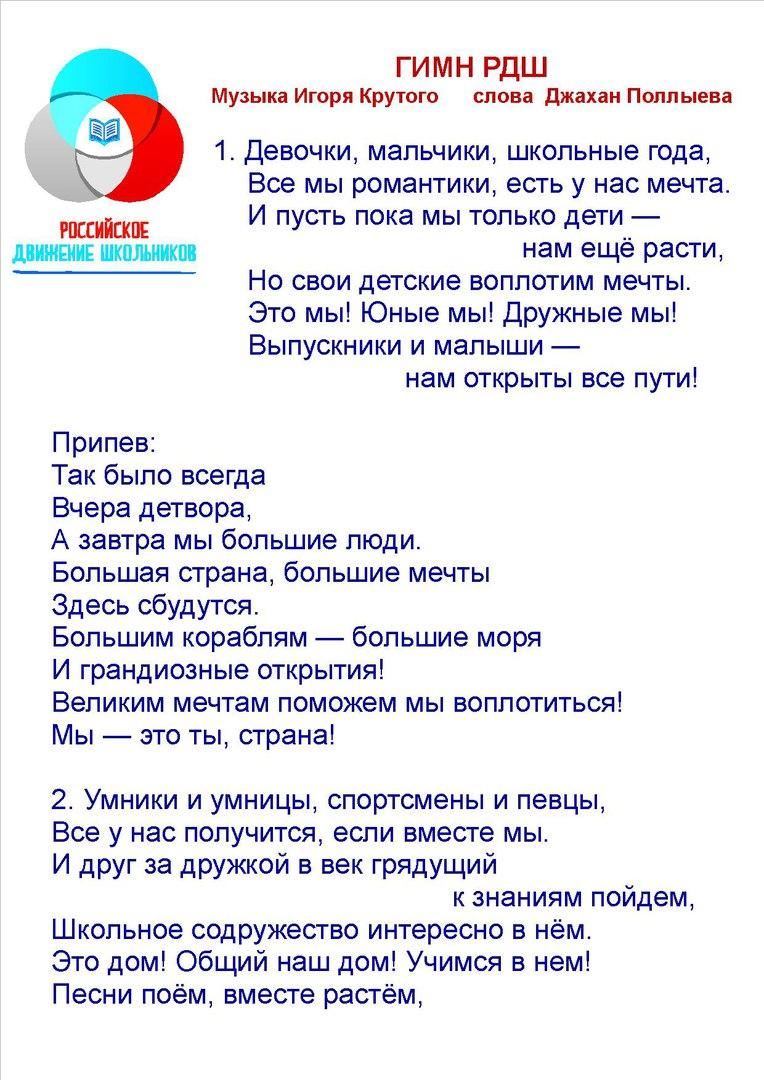 ГИМН РДШ
Музыка Игоря Крутого слова Джахан Поллыева
РОССИЙСКОЕ
ДВИЖЕНИЕ ШКОЛЬНИКОВ
1. Девочки, мальчики, школьные года,
Все мы романтики, есть у нас мечта.
И пусть пока мы только дети —
нам ещё расти,
Но свои детские воплотим мечты.
Это мы! Юные мы! Дружные мы!
Выпускники и малыши —
нам открыты все пути!
Припев:
Так было всегда
Вчера детвора,
А завтра мы большие люди.
Большая страна, большие мечты
Здесь сбудутся.
Большим кораблям — большие моря
И грандиозные открытия!
Великим мечтам поможем мы воплотиться!
Мы — это ты, страна!
2. Умники и умницы, спортсмены и певцы,
Все у нас получится, если вместе мы.
И друг за дружкой в век грядущий
к знаниям пойдем,
Школьное содружество интересно в нём.
Это дом! Общий наш дом! Учимся в нем!
Песни поём, вместе растём,